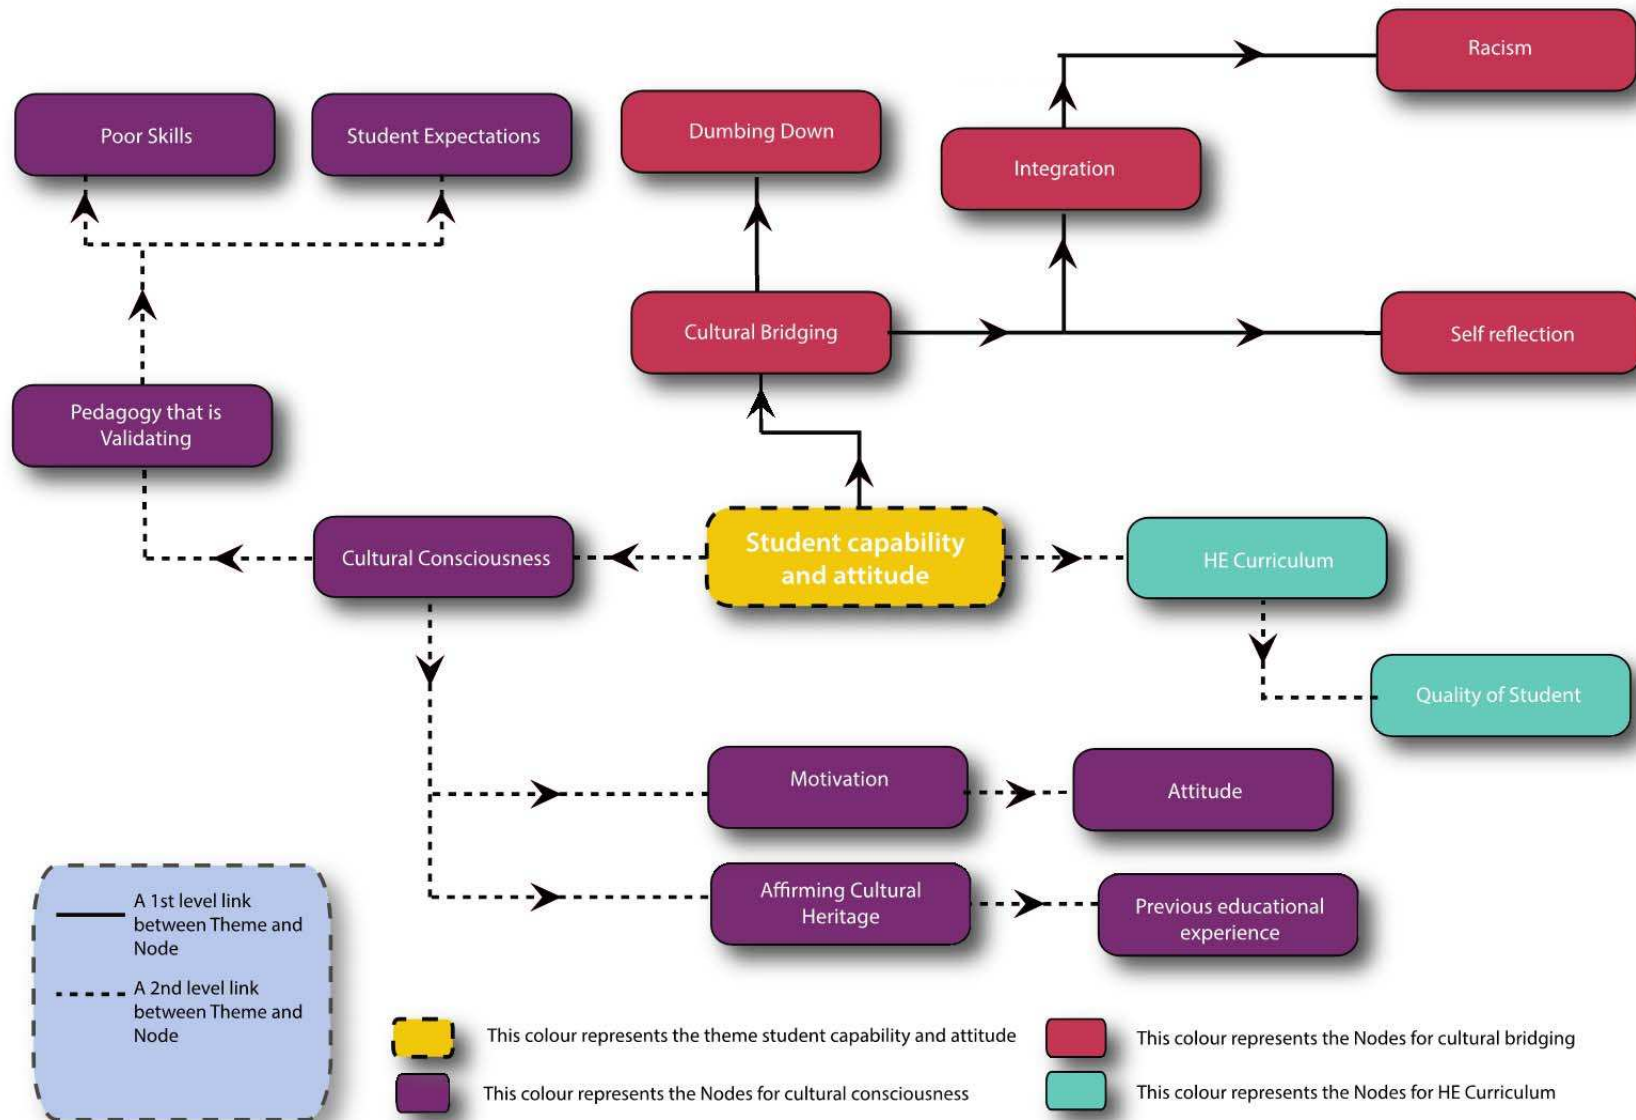 Racism
Poor Skills
Student Expectations
Dumbing Down
Integration
Cultural Bridging
Self reflection
Pedagogy that is
Validating
Cultural Consciousness
Student capability
and attitude
HE Curriculum
Quality of Student
Motivation
Attitude
Affirming Cultural
Heritage
Previous educational
experience
A 1st level link
between Theme and
Node
A 2nd level link
between Theme and
Node
This colour represents the theme student capability and attitude
This colour represents the Nodes for cultural bridging
This colour represents the Nodes for cultural consciousness
This colour represents the Nodes for HE Curriculum